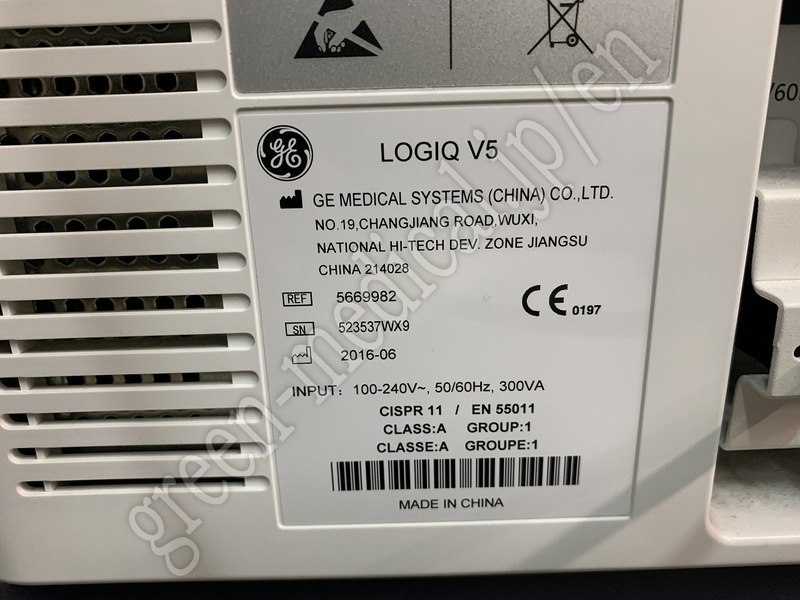 GE
LOGIQ V5
GE MEDICAL SYSTEMS (CHINA) CO.,LTD.
NO.19,CHANGJIANG ROAD,WUXI,
NATIONAL HI-TECH DEV. ZONE JIANGSU
CHINA 214028
REF 5669982
CE 0197
SN 523537WX9
2016-06
INPUT: 100-240V~, 50/60Hz, 300VA
CISPR 11 / EN 55011
CLASS:A GROUP:1
CLASSE:A GROUPE:1
MADE IN CHINA
/60
green-medical.jp/en